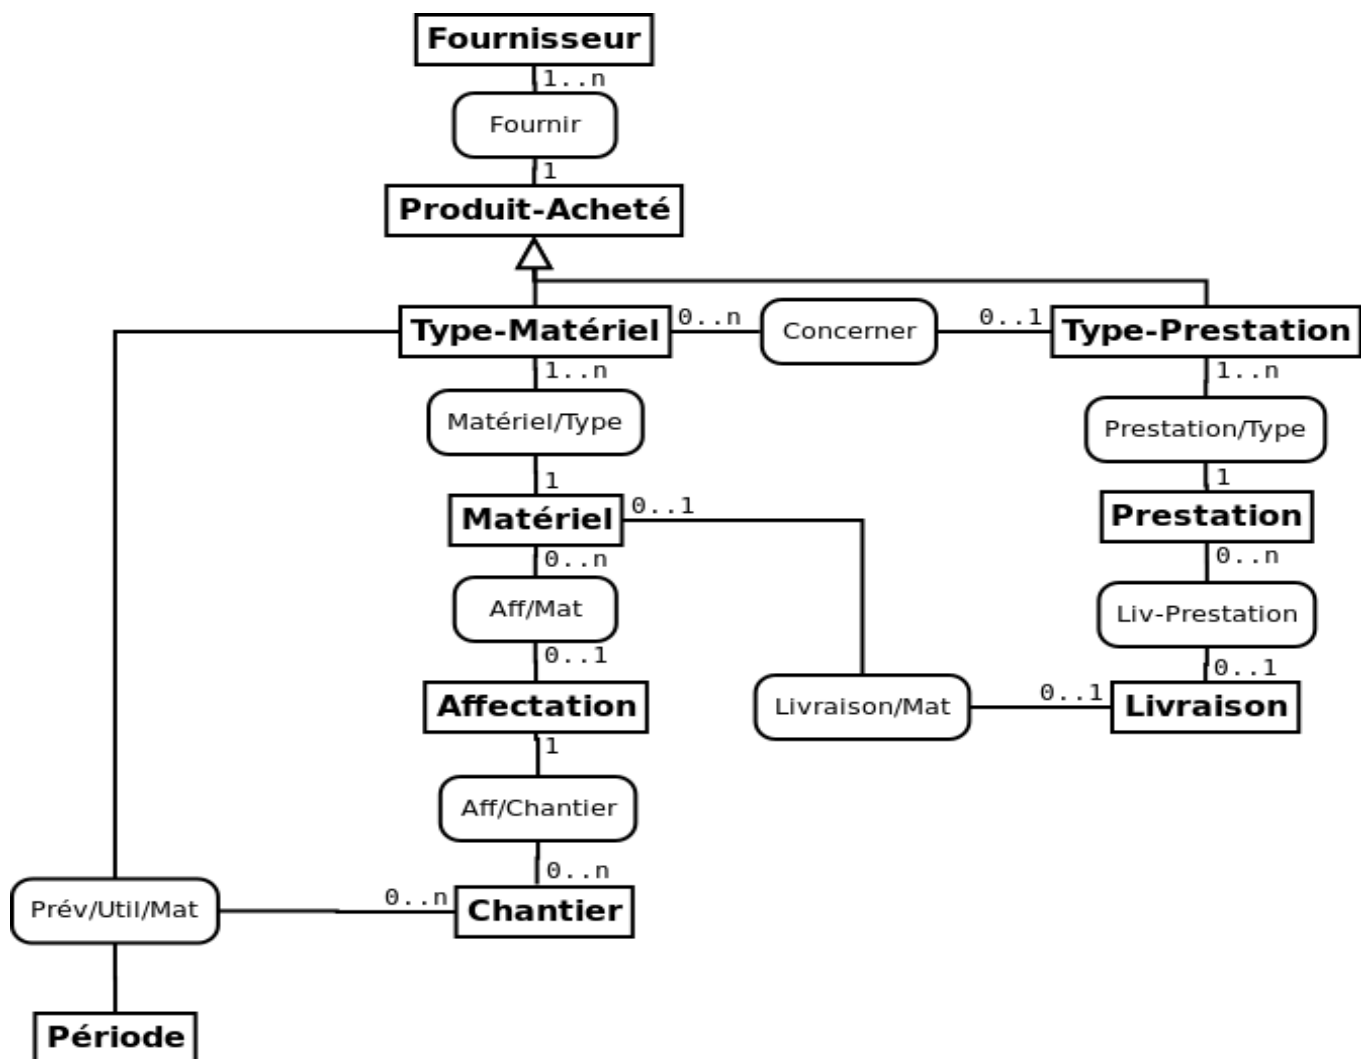 Fournisseur
1..n
Fournir
1
Produit-Acheté
Type-Matériel
0..n
Concerner
0..1
Type-Prestation
1..n
1..n
Matériel/Type
Prestation/Type
1
1
Matériel
0..1
Prestation
0..n
0..n
Aff/Mat
Liv-Prestation
0..1
0..1
Affectation
Livraison/Mat
0..1
Livraison
1
Aff/Chantier
0..n
Prév/Util/Mat
0..n
Chantier
Période